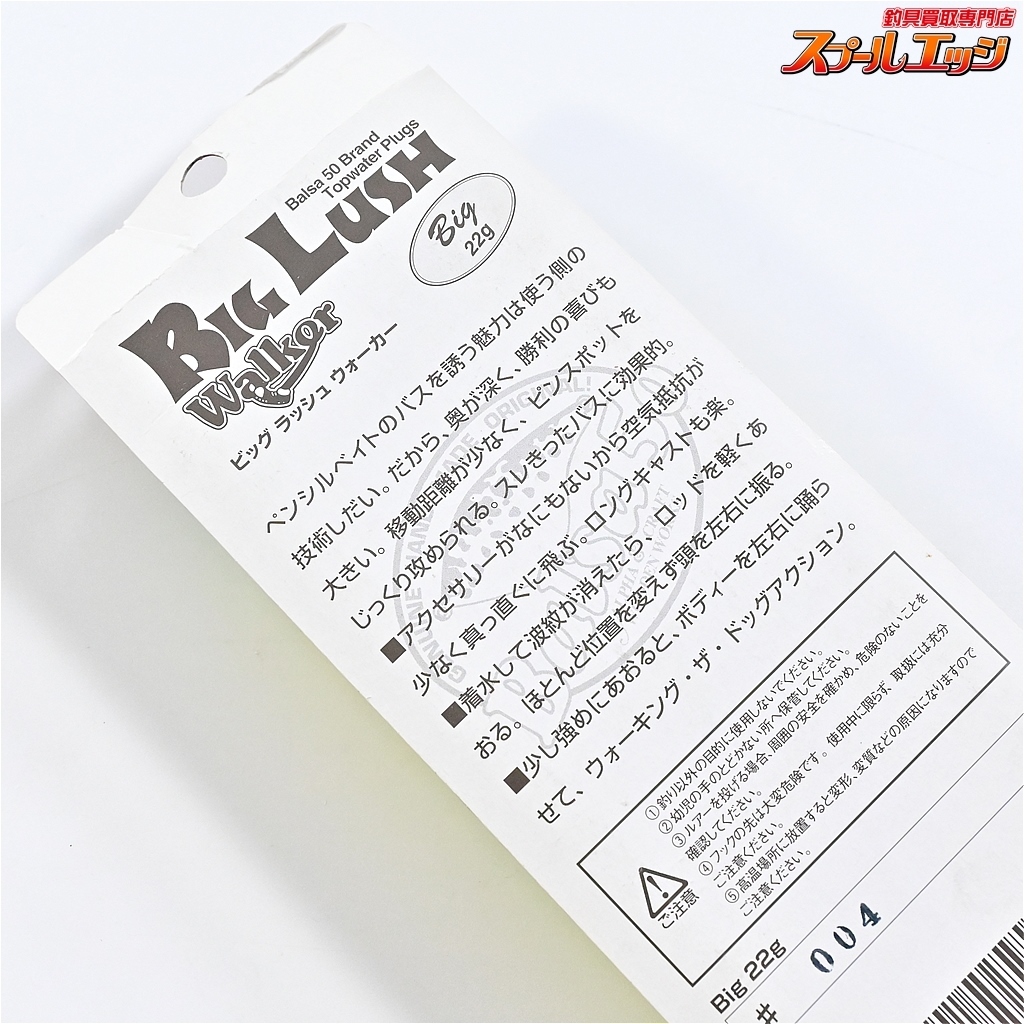 釣具買取専門店
スプールエッジ
Balsa 50 Brand
Topwater Plugs
BIG LUSH
Walker
Big
22g
ビッグ ラッシュ ウォーカー
ペンシルベイトのバスを誘う魅力は使う側の
技術しだい。だから、奥が深く、勝利の喜びも
大きい。移動距離が少なく、ピンスポットを
じっくり攻められる。スレきったバスに効果的。
■アクセサリーがなにもないから空気抵抗が
少なく真っ直ぐに飛ぶ。ロングキャストも楽。
■着水して波紋が消えたら、ロッドを軽くあ
おる。ほとんど位置を変えず頭を左右に振る。
■少し強めにあおると、ボディーを左右に踊ら
せて、ウォーキング・ザ・ドッグアクション。
ご注意
①釣り以外の目的に使用しないでください。
②幼児の手のとどかない所へ保管してください。
③ルアーを投げる場合、周囲の安全を確かめ、危険のないことを
確認してください。
④フックの先は大変危険です。使用中に限らず、取扱には充分
ご注意ください。
⑤高温場所に放置すると変形、変質などの原因になりますので
ご注意ください。
Big 22g
# 004